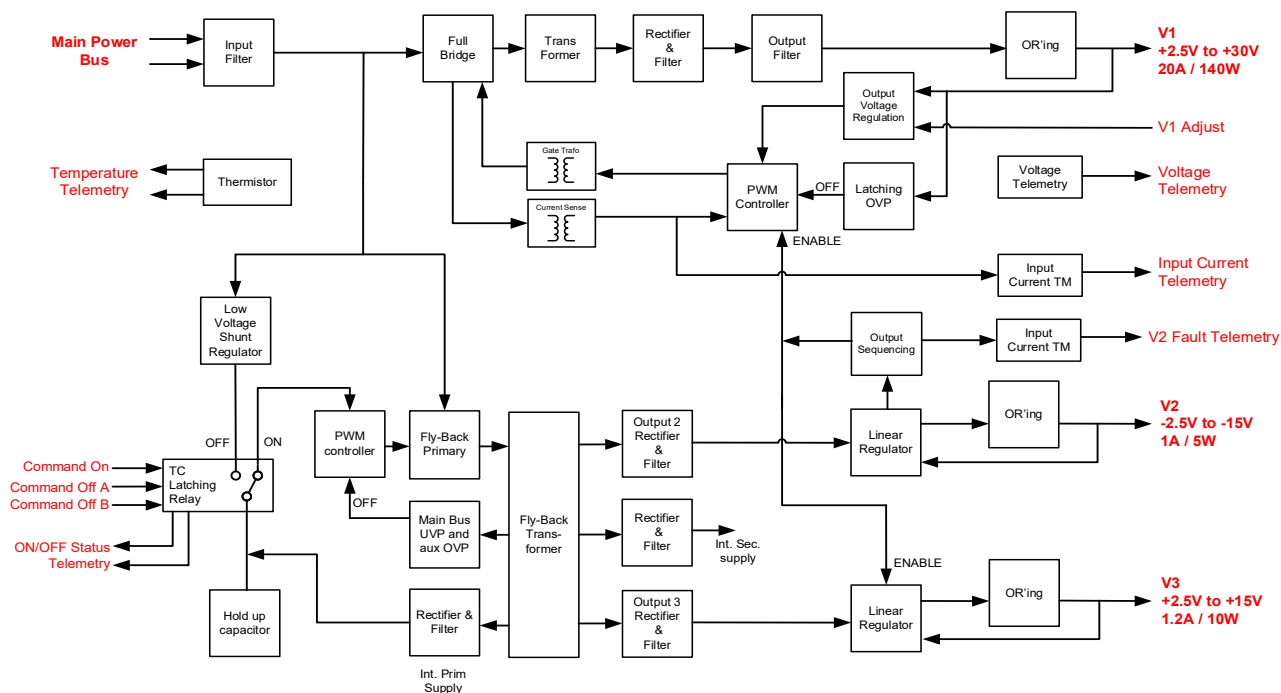 Main Power
Bus
Input
Filter
Full
Bridge
Trans
Former
Rectifier
&
Filter
Output
Filter
OR'ing
V1
+2.5V to +30V
20A / 140W
Output
Voltage
Regulation
V1 Adjust
Temperature
Telemetry
Thermistor
Gate Trafo
PWM
Controller
OFF
Latching
OVP
Voltage
Telemetry
Voltage
Telemetry
Current Sense
ENABLE
Input
Current TM
Input Current
Telemetry
Low
Voltage
Shunt
Regulator
Output
Sequencing
Input
Current TM
V2 Fault Telemetry
OFF
ON
PWM
controller
Fly-Back
Primary
Output 2
Rectifier
&
Filter
Linear
Regulator
OR'ing
V2
-2.5V to -15V
1A / 5W
Command On
Command Off A
Command Off B
TC
Latching
Relay
OFF
Main Bus
UVP and
aux OVP
Fly-Back
Trans-
former
Rectifier
&
Filter
Int. Sec.
supply
ON/OFF Status
Telemetry
ENABLE
Hold up
capacitor
Rectifier &
Filter
Int. Prim
Supply
Output 3
Rectifier
&
Filter
Linear
Regulator
OR'ing
V3
+2.5V to +15V
1.2A / 10W